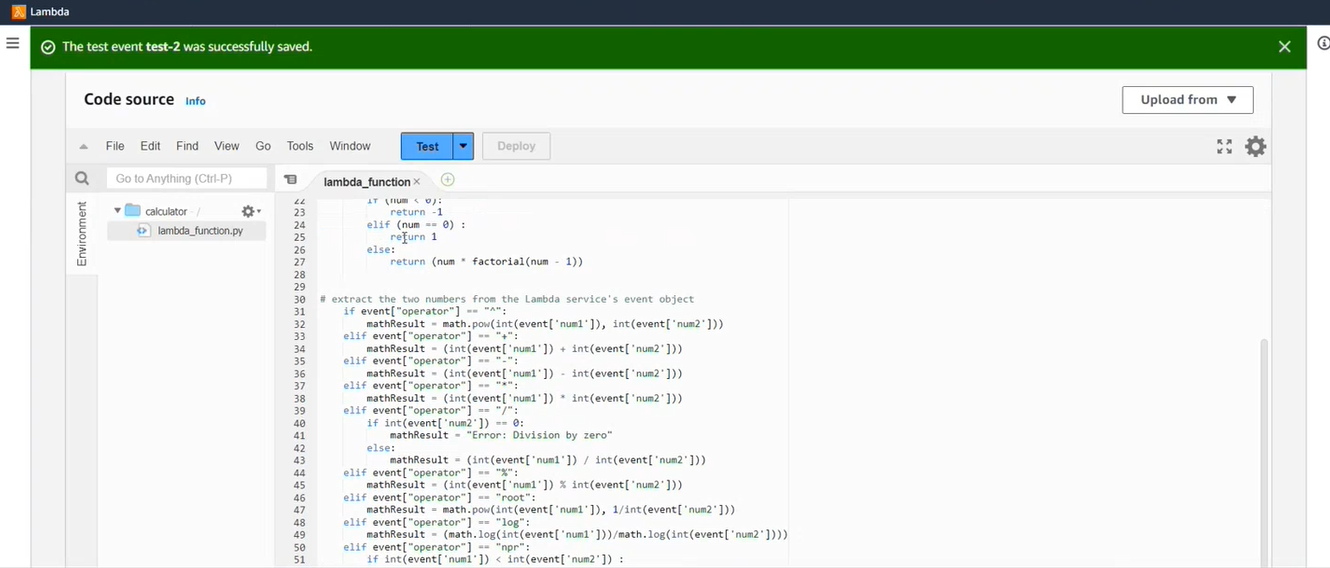 Lambda
The test event test-2 was successfully saved.
Code source Info
Upload from
File Edit Find View Go Tools Window Test Deploy
Go to Anything (Ctrl-P)
lambda_function
Environment
calculator /
lambda_function.py
22 if (num < 0):
23 return -1
24 elif (num == 0) :
25 return 1
26 else:
27 return (num * factorial(num - 1))
28
29
30 # extract the two numbers from the Lambda service's event object
31 if event["operator"] == "^":
32 mathResult = math.pow(int(event['num1']), int(event['num2']))
33 elif event["operator"] == "+":
34 mathResult = (int(event['num1']) + int(event['num2']))
35 elif event["operator"] == "-":
36 mathResult = (int(event['num1']) - int(event['num2']))
37 elif event["operator"] == "*":
38 mathResult = (int(event['num1']) * int(event['num2']))
39 elif event["operator"] == "/":
40 if int(event['num2']) == 0:
41 mathResult = "Error: Division by zero"
42 else:
43 mathResult = (int(event['num1']) / int(event['num2']))
44 elif event["operator"] == "%":
45 mathResult = (int(event['num1']) % int(event['num2']))
46 elif event["operator"] == "root":
47 mathResult = math.pow(int(event['num1']), 1/int(event['num2']))
48 elif event["operator"] == "log":
49 mathResult = (math.log(int(event['num1']))/math.log(int(event['num2'])))
50 elif event["operator"] == "npr":
51 if int(event['num1']) < int(event['num2']) :